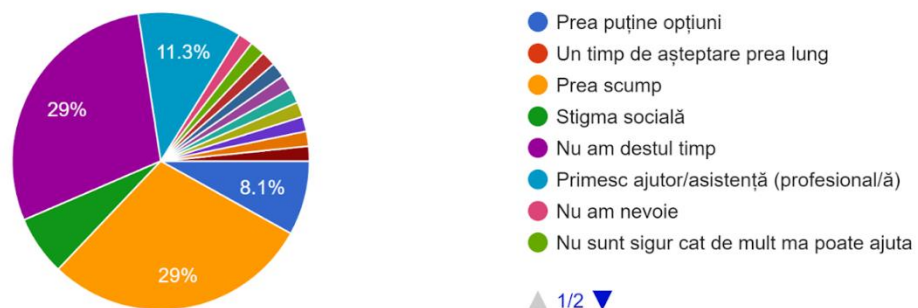 11.3%
29%
8.1%
29%
Prea puține opțiuni
Un timp de așteptare prea lung
Prea scump
Stigma socială
Nu am destul timp
Primesc ajutor/asistență (profesional/ă)
Nu am nevoie
Nu sunt sigur cat de mult ma poate ajuta
1/2